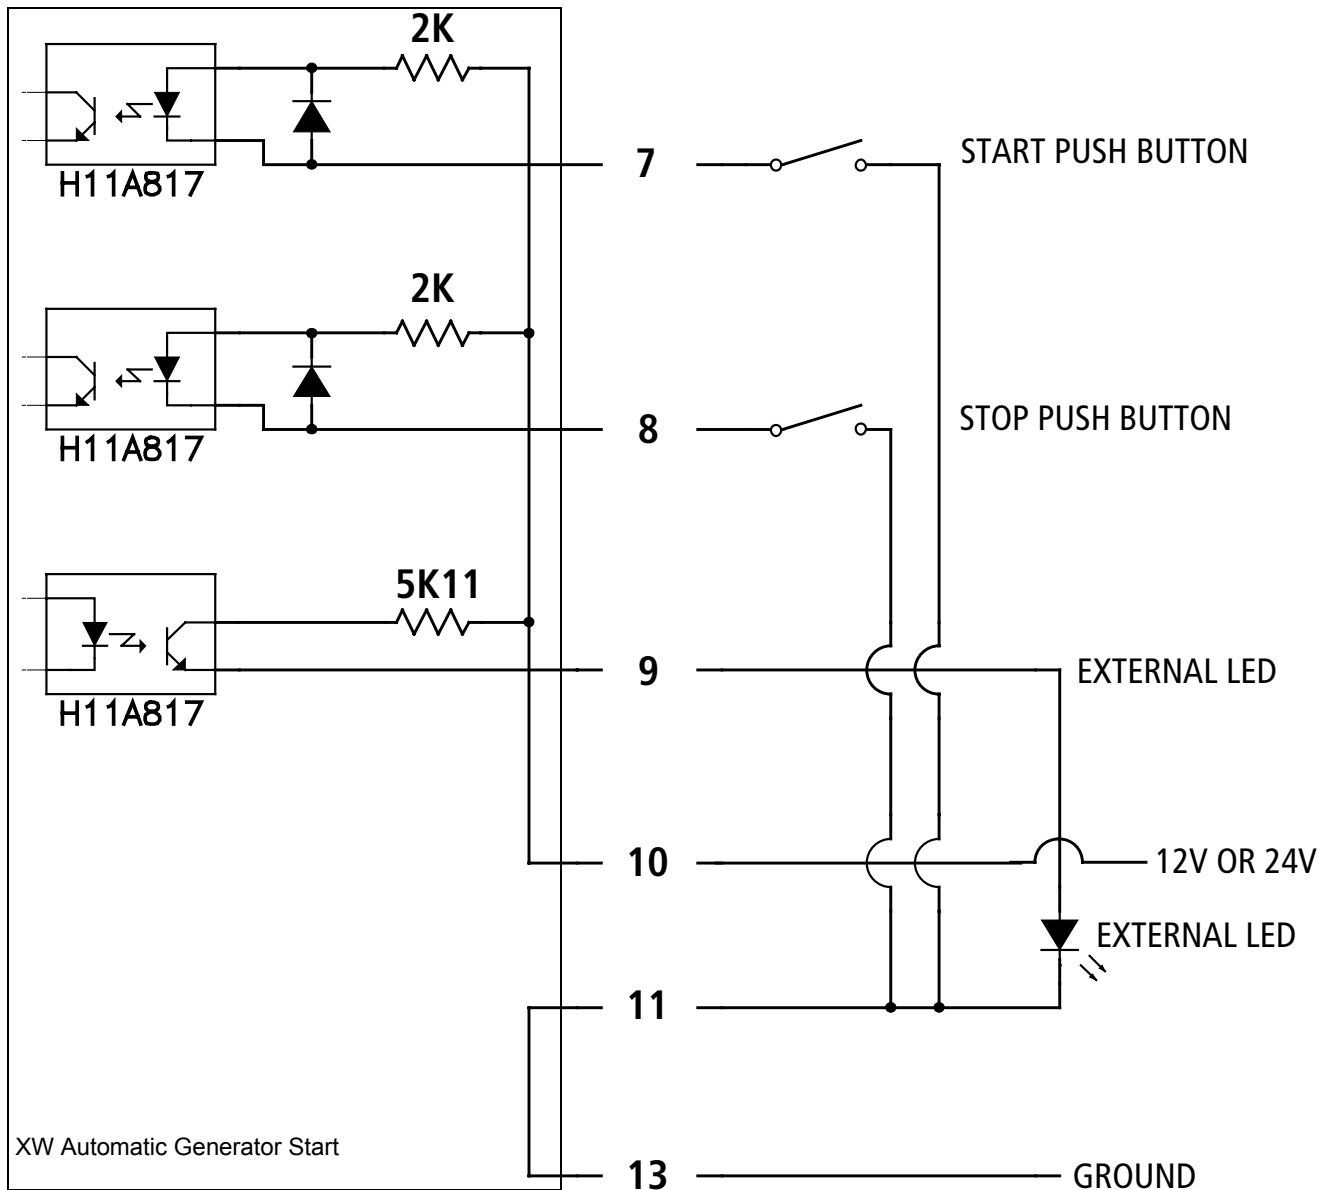 2K
H11A817
7
START PUSH BUTTON
2K
H11A817
8
STOP PUSH BUTTON
5K11
H11A817
9
EXTERNAL LED
10
12V OR 24V
EXTERNAL LED
11
XW Automatic Generator Start
13
GROUND